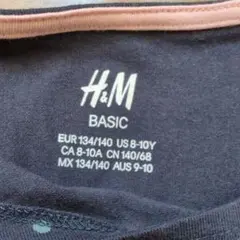 H&M
BASIC
EUR 134/140 US 8-10Y
CA 8-10A CN 140/68
MX 134/140 AUS 9-10